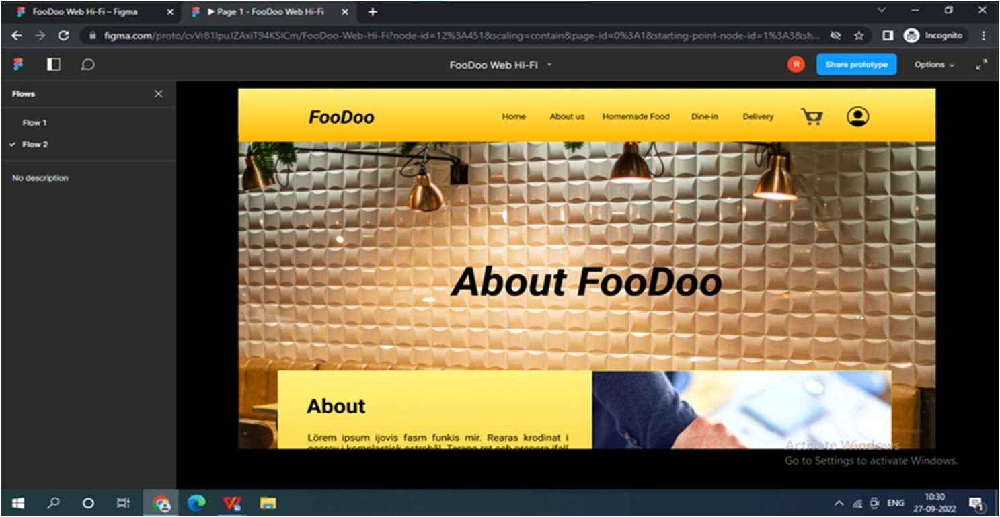 FooDoo Web Hi-Fi – Figma
▶ Page 1 - FooDoo Web Hi-Fi
figma.com/proto/cvVr81IpuJZAxiT94KSICm/FooDoo-Web-Hi-Fi?node-id=12%3A451&scaling=contain&page-id=0%3A1&starting-point-node-id=1%3A3&sh...
Incognito
FooDoo Web Hi-Fi
R
Share prototype
Options
Flows
Flow 1
Flow 2
No description
FooDoo
Home
About us
Homemade Food
Dine-in
Delivery
About FooDoo
About
Lörem ipsum ijovis fasm funkis mir. Rearas krodinat i
Activate Windows
Go to Settings to activate Windows.
ENG
10:30
27-09-2022
1